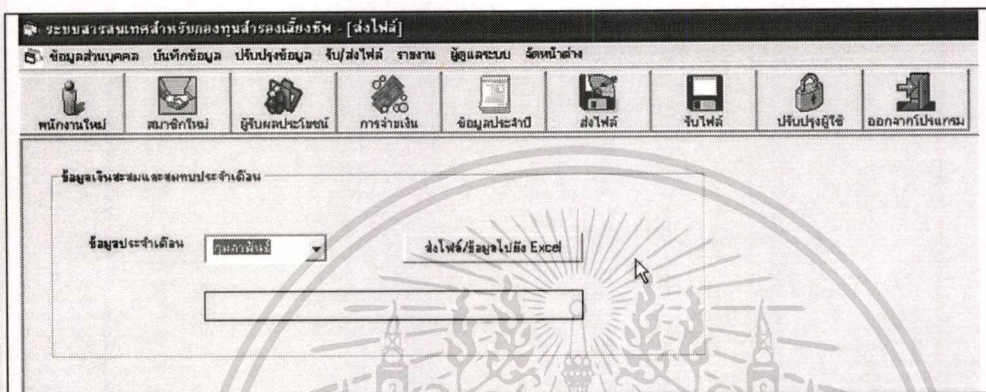 ระบบสารสนเทศสำหรับกองทุนสำรองเลี้ยงชีพ - [ส่งไฟล์]
ข้อมูลส่วนบุคคล บันทึกข้อมูล ปรับปรุงข้อมูล รับ/ส่งไฟล์ รายงาน ผู้ดูแลระบบ จัดหน้าต่าง
พนักงานใหม่ สมาชิกใหม่ ผู้รับผลประโยชน์ การจ่ายเงิน ข้อมูลประจำปี ส่งไฟล์ รับไฟล์ ปรับปรุงผู้ใช้ ออกจากโปรแกรม
ข้อมูลเงินสะสมและสมทบประจำเดือน
ข้อมูลประจำเดือน กุมภาพันธ์ ส่งไฟล์/ข้อมูลไปยัง Excel